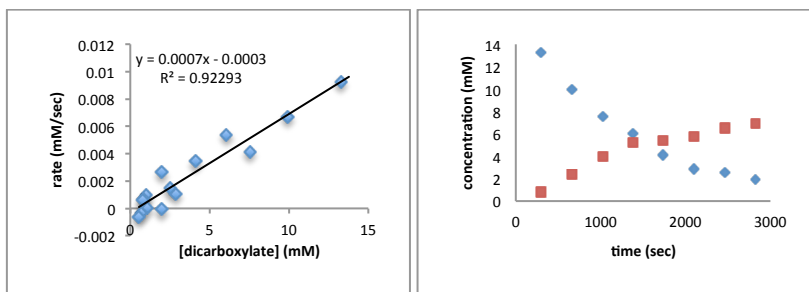 0.012
0.01
0.008
0.006
0.004
0.002
0
-0.002
y = 0.0007x - 0.0003
R² = 0.92293
rate (mM/sec)
0 5 10 15
[dicarboxylate] (mM)
14
12
10
8
6
4
2
0
concentration (mM)
0 1000 2000 3000
time (sec)